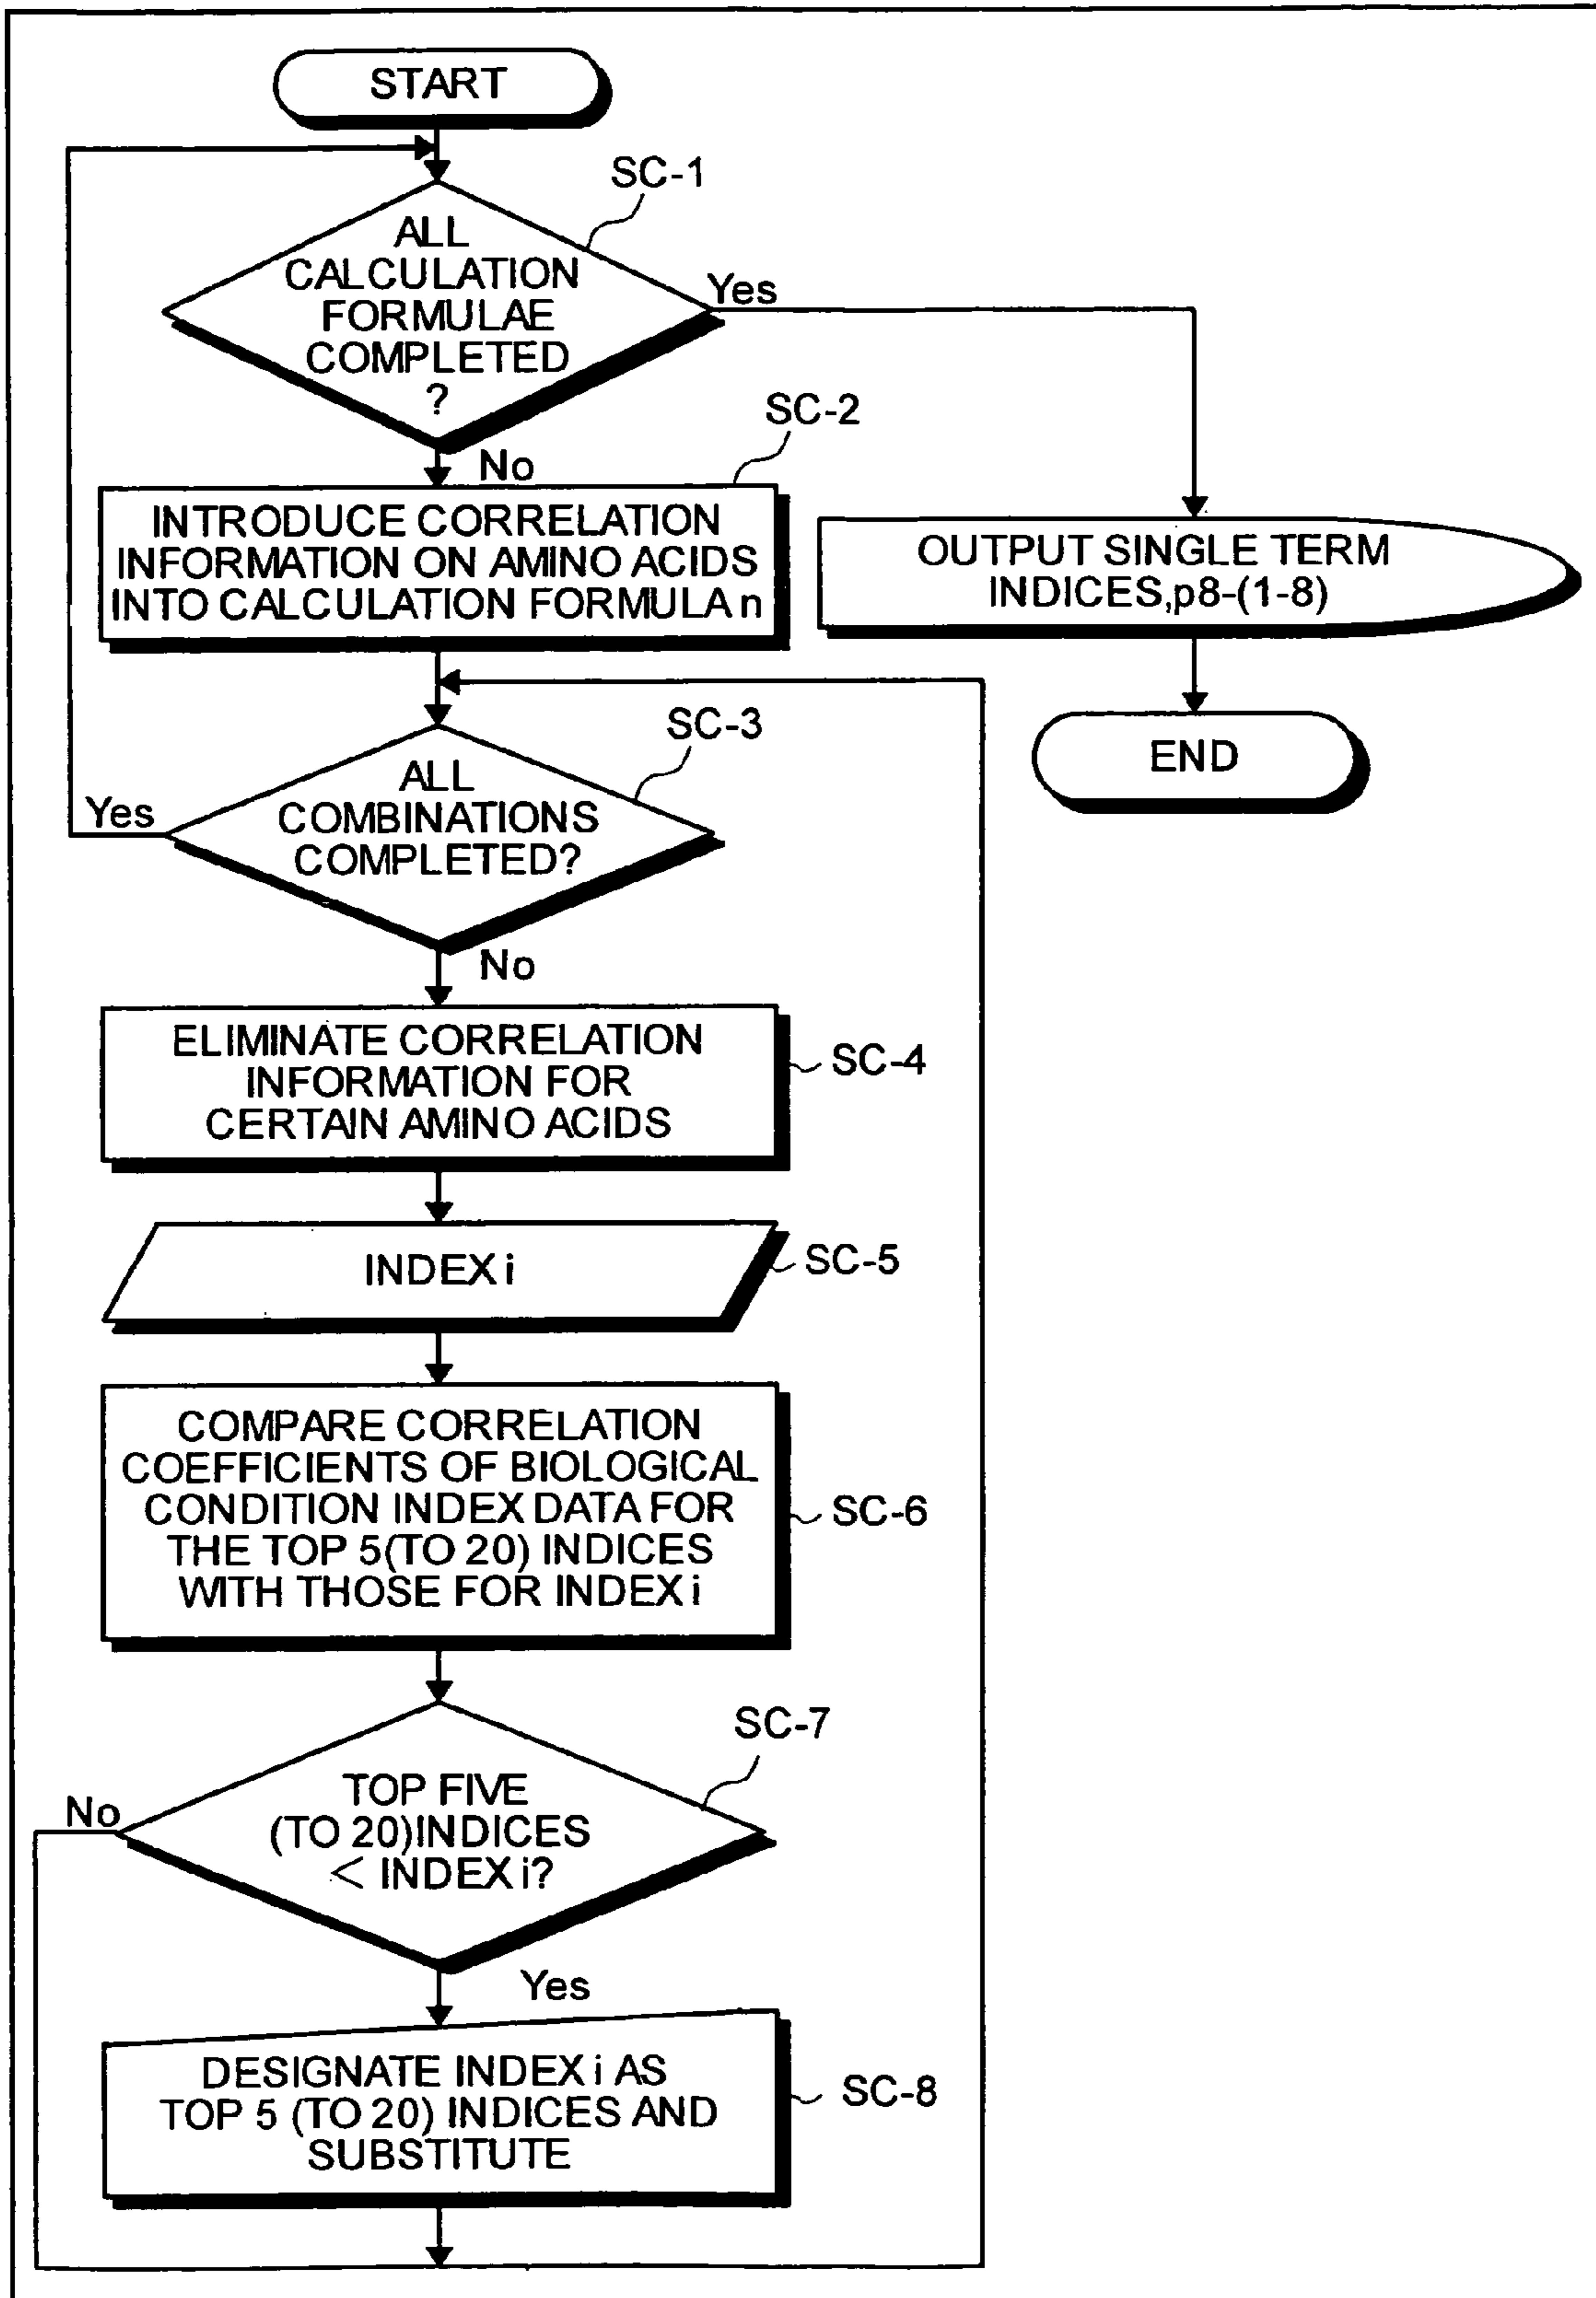 START
SC-1
ALL
CALCULATION
FORMULAE
COMPLETED
?
Yes
No
SC-2
INTRODUCE CORRELATION
INFORMATION ON AMINO ACIDS
INTO CALCULATION FORMULA n
OUTPUT SINGLE TERM
INDICES,p8-(1-8)
END
SC-3
ALL
COMBINATIONS
COMPLETED?
Yes
No
ELIMINATE CORRELATION
INFORMATION FOR
CERTAIN AMINO ACIDS
SC-4
INDEX i
SC-5
COMPARE CORRELATION
COEFFICIENTS OF BIOLOGICAL
CONDITION INDEX DATA FOR
THE TOP 5(TO 20) INDICES
WITH THOSE FOR INDEX i
SC-6
SC-7
TOP FIVE
(TO 20)INDICES
< INDEX i?
No
Yes
DESIGNATE INDEX i AS
TOP 5 (TO 20) INDICES AND
SUBSTITUTE
SC-8